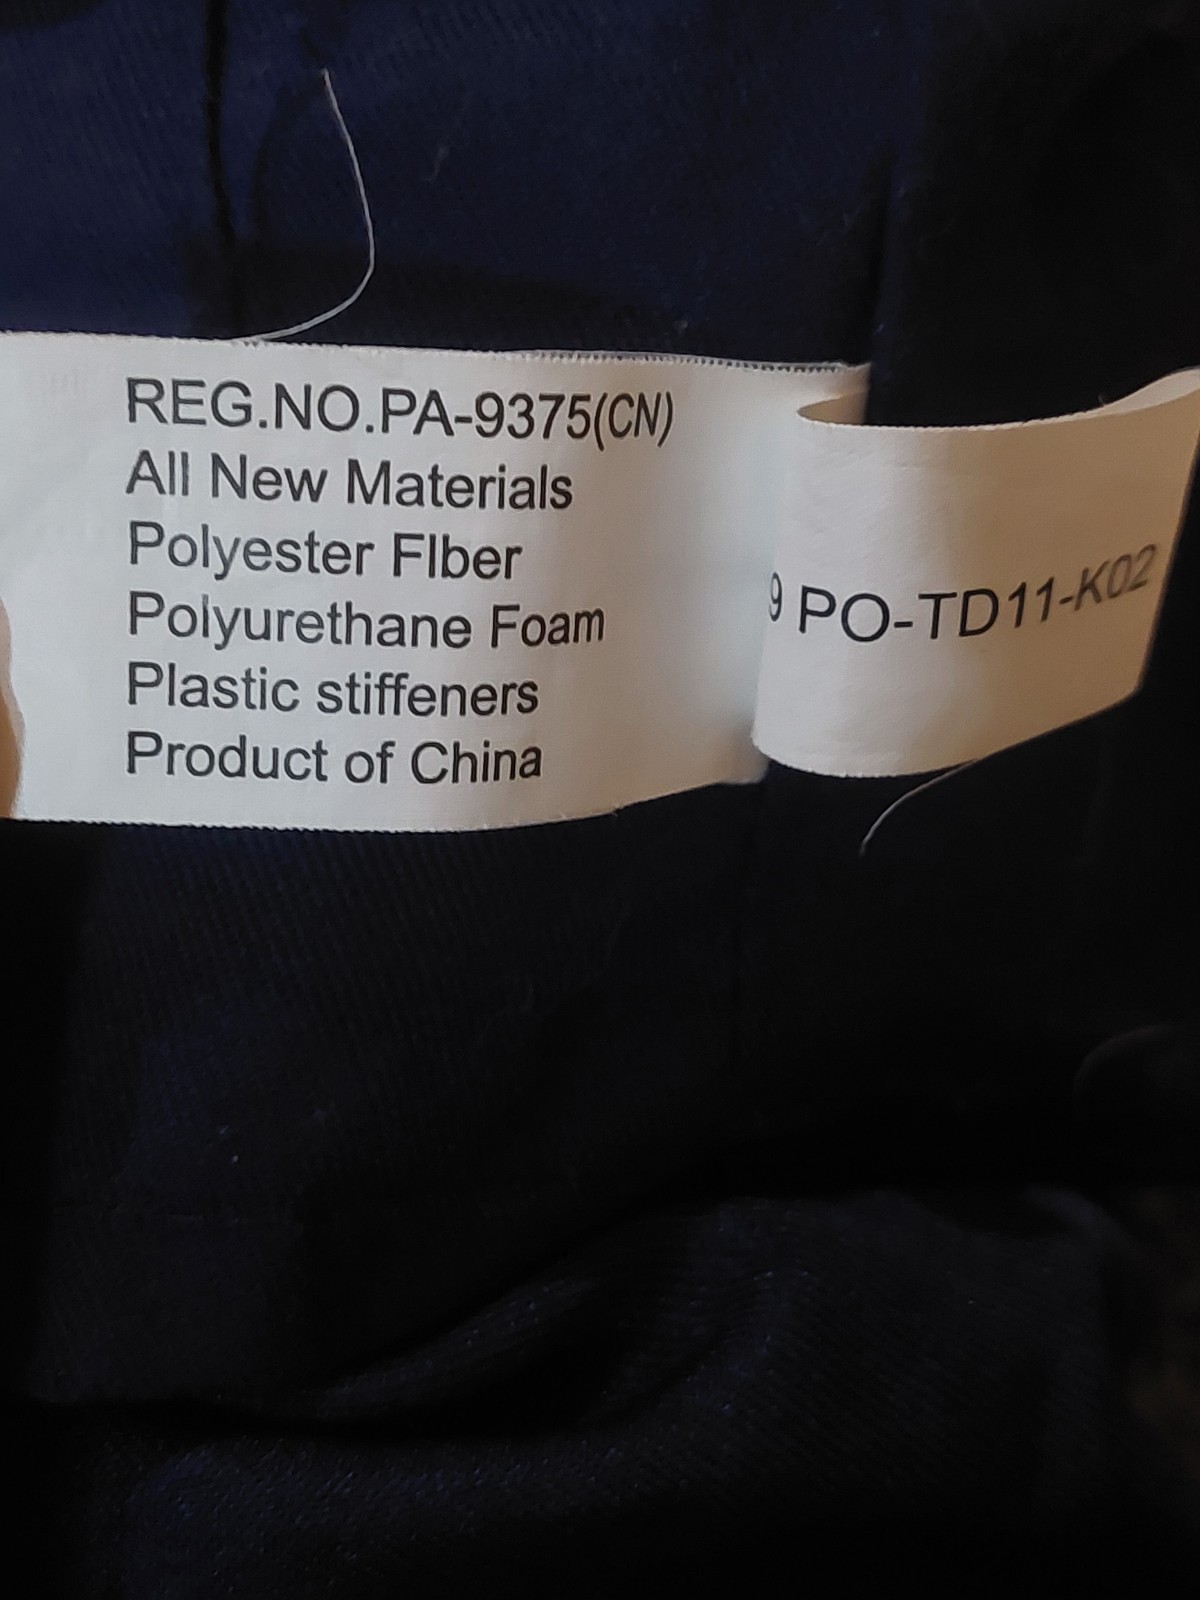 REG.NO.PA-9375(CN)
All New Materials
Polyester FIber
Polyurethane Foam
Plastic stiffeners
Product of China
9 PO-TD11-K02